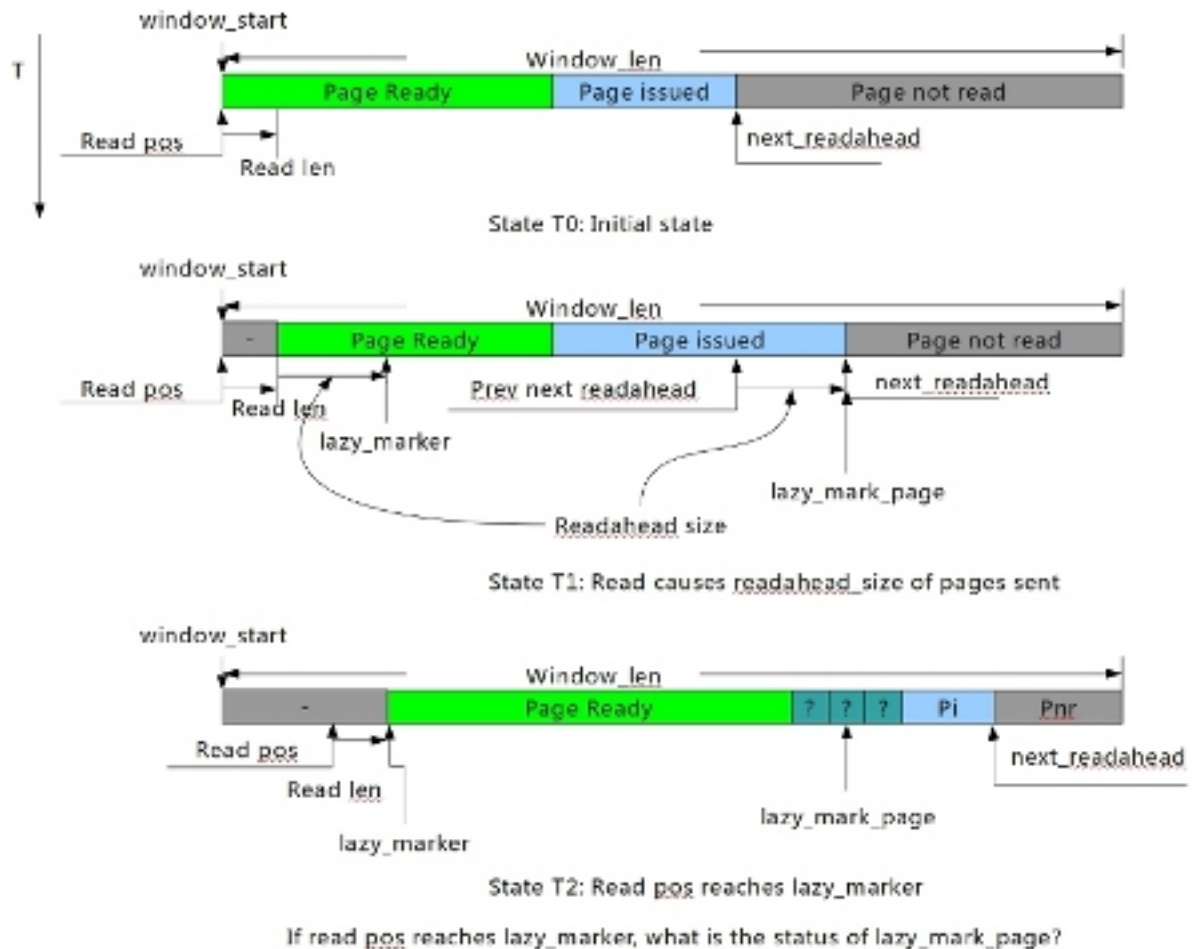 window_start
T
Window_len
Page Ready Page issued Page not read
Read pos
next_readahead
Read len
State T0: Initial state
window_start
Window_len
- Page Ready Page issued Page not read
Read pos Prev next readahead next_readahead
Read len
lazy_marker
lazy_mark_page
Readahead size
State T1: Read causes readahead_size of pages sent
window_start
Window_len
- Page Ready ? ? ? Pi Pnr
Read pos
next_readahead
Read len
lazy_mark_page
lazy_marker
State T2: Read pos reaches lazy_marker
If read pos reaches lazy_marker, what is the status of lazy_mark_page?